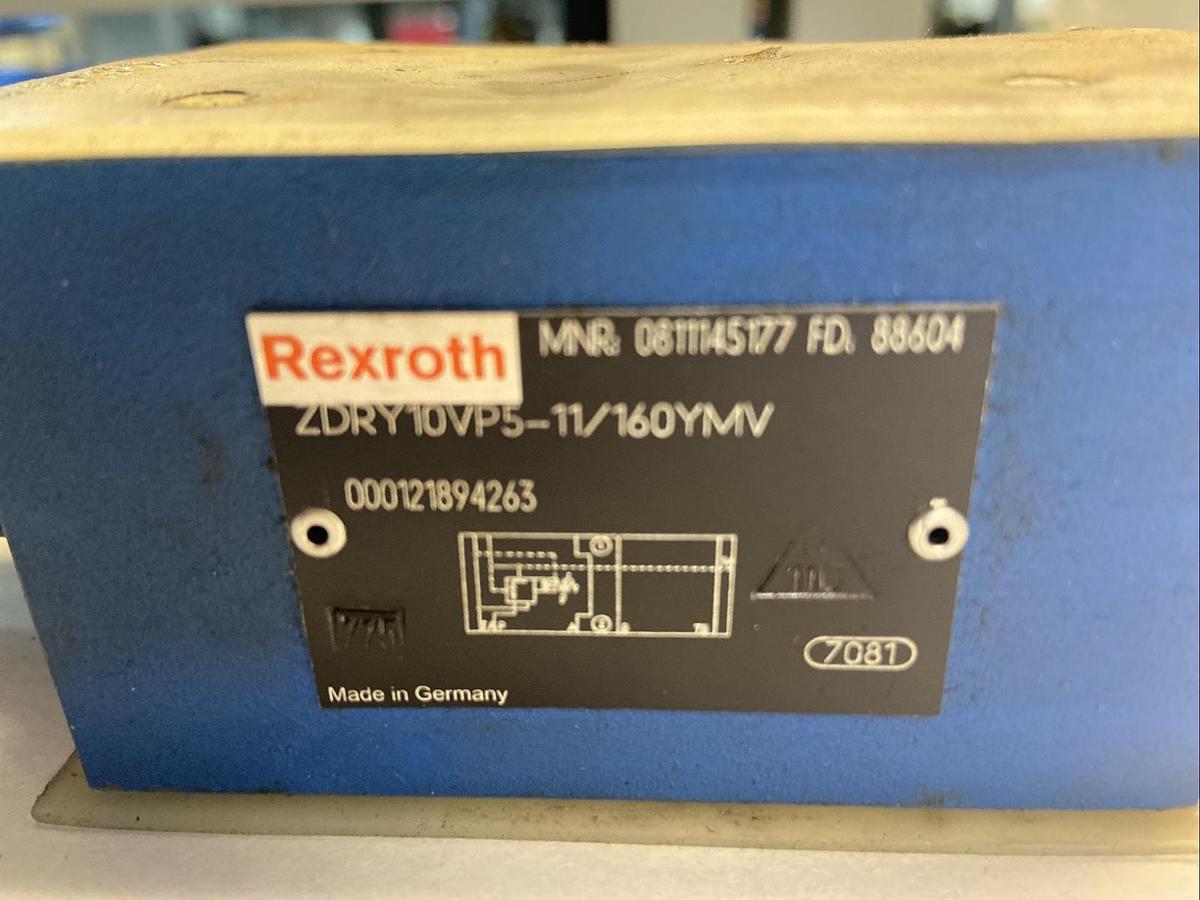 Rexroth MNR: 0811145177 FD. 88604
ZDRY10VP5-11/160YMV
000121894263
7081
Made in Germany